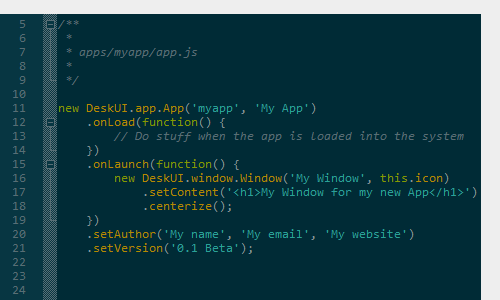 5 /**
6 *
7 * apps/myapp/app.js
8 *
9 */
10
11 new DeskUI.app.App('myapp', 'My App')
12 .onLoad(function() {
13 // Do stuff when the app is loaded into the system
14 })
15 .onLaunch(function() {
16 new DeskUI.window.Window('My Window', this.icon)
17 .setContent('<h1>My Window for my new App</h1>')
18 .centerize();
19 })
20 .setAuthor('My name', 'My email', 'My website')
21 .setVersion('0.1 Beta');
22
23
24